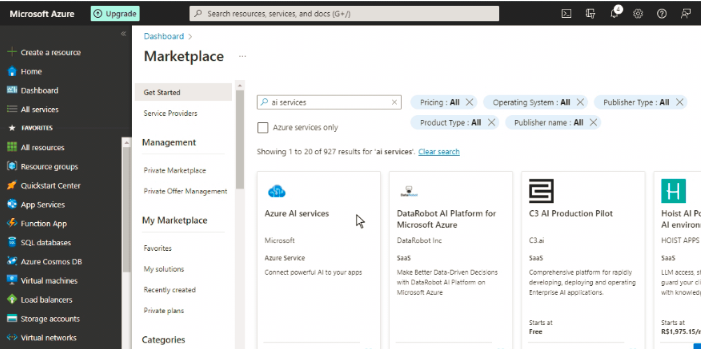 Microsoft Azure
Upgrade
Search resources, services, and docs (G+/)
4
Create a resource
Home
Dashboard
All services
FAVORITES
All resources
Resource groups
Quickstart Center
App Services
Function App
SQL databases
Azure Cosmos DB
Virtual machines
Load balancers
Storage accounts
Virtual networks
Dashboard >
Marketplace ...
Get Started
Service Providers
Management
Private Marketplace
Private Offer Management
My Marketplace
Favorites
My solutions
Recently created
Private plans
Categories
ai services
Pricing : All
Operating System : All
Publisher Type : All
Product Type : All
Publisher name : All
Azure services only
Showing 1 to 20 of 927 results for 'ai services'. Clear search
Azure AI services
Microsoft
Azure Service
Connect powerful AI to your apps
DataRobot
DataRobot AI Platform for
Microsoft Azure
DataRobot Inc
SaaS
Make Better Data-Driven Decisions
with DataRobot AI Platform on
Microsoft Azure
C3 AI Production Pilot
C3.ai
SaaS
Comprehensive platform for rapidly
developing, deploying and operating
Enterprise AI applications.
Starts at
Free
H
Hoist AI Po
AI environ
HOIST APPS
SaaS
LLM access, s
guard your cli
with knowled
Starts at
R$1,975.15/